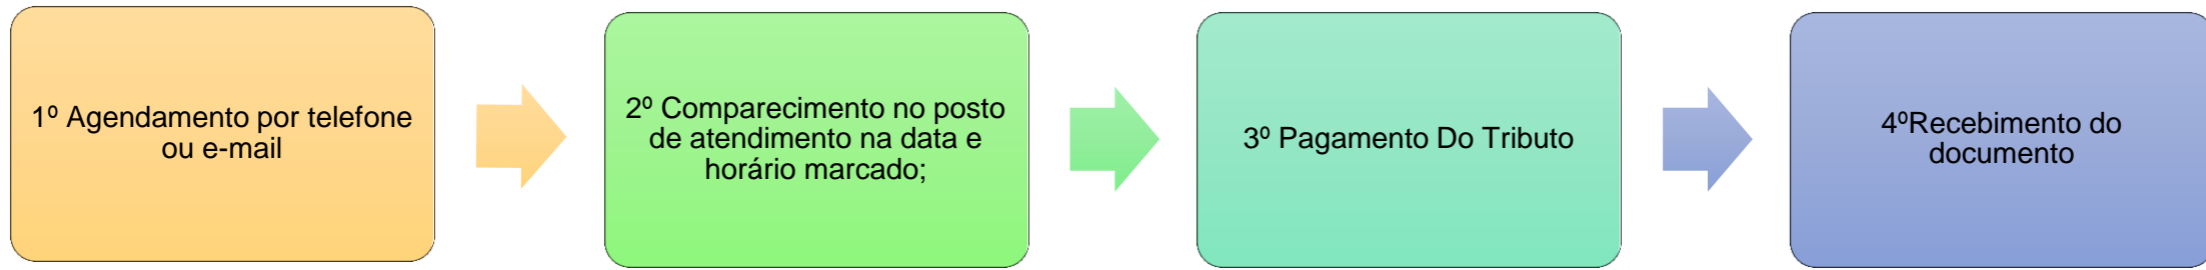 1º Agendamento por telefone
ou e-mail
2º Comparecimento no posto
de atendimento na data e
horário marcado;
3º Pagamento Do Tributo
4ºRecebimento do
documento